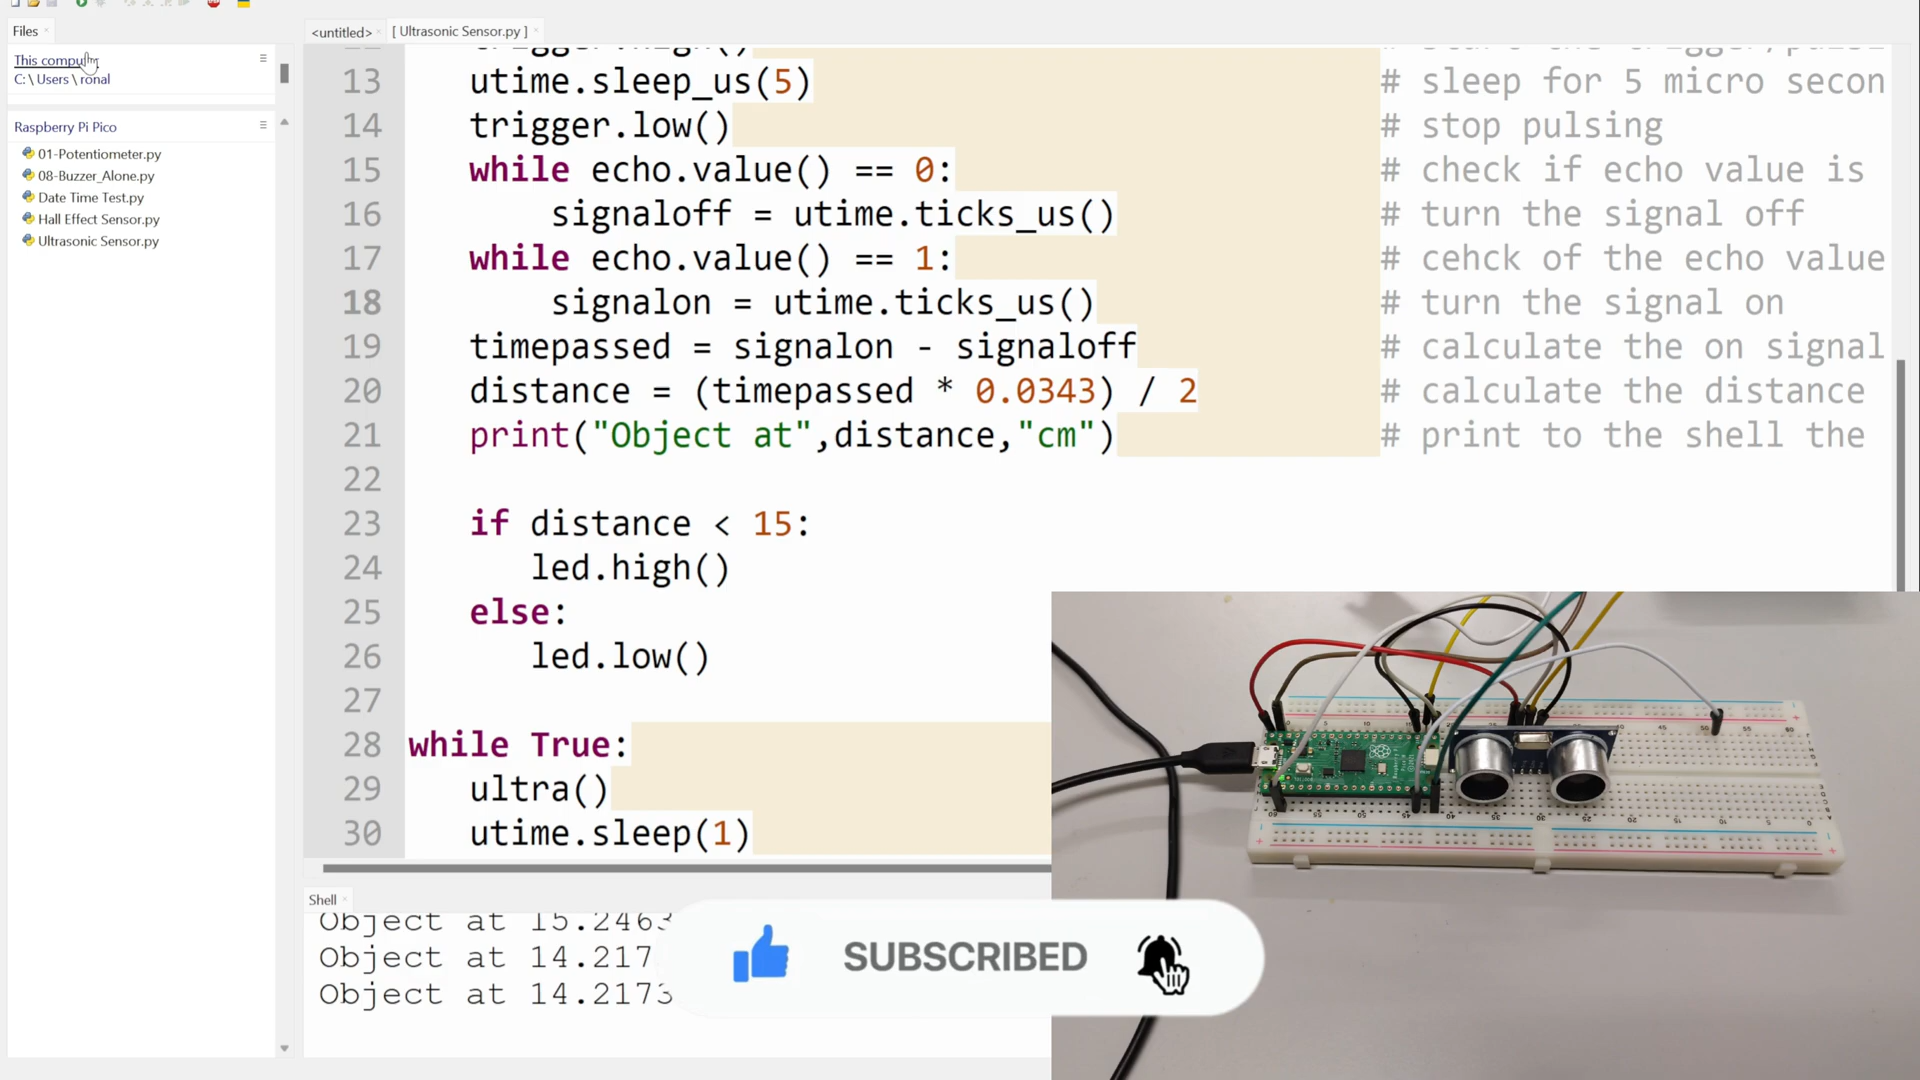 Files
<untitled>
[ Ultrasonic Sensor.py ]
This compu
C: \ Users \ ronal
Raspberry Pi Pico
01-Potentiometer.py
08-Buzzer_Alone.py
Date Time Test.py
Hall Effect Sensor.py
Ultrasonic Sensor.py
13 utime.sleep_us(5) # sleep for 5 micro secon
14 trigger.low() # stop pulsing
15 while echo.value() == 0: # check if echo value is
16 signaloff = utime.ticks_us() # turn the signal off
17 while echo.value() == 1: # cehck of the echo value
18 signalon = utime.ticks_us() # turn the signal on
19 timepassed = signalon - signaloff # calculate the on signal
20 distance = (timepassed * 0.0343) / 2 # calculate the distance
21 print("Object at",distance,"cm") # print to the shell the
22
23 if distance < 15:
24 led.high()
25 else:
26 led.low()
27
28 while True:
29 ultra()
30 utime.sleep(1)
Shell
Object at 15.2463
Object at 14.217
Object at 14.2173
SUBSCRIBED